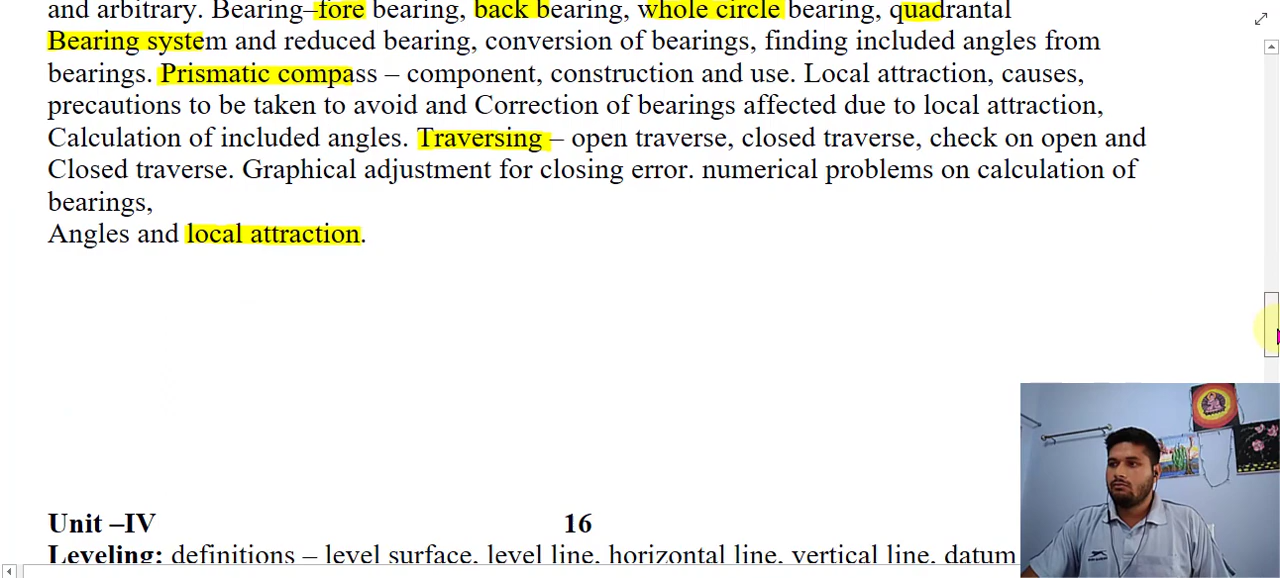 and arbitrary. Bearing–fore bearing, back bearing, whole circle bearing, quadrantal
Bearing system and reduced bearing, conversion of bearings, finding included angles from
bearings. Prismatic compass – component, construction and use. Local attraction, causes,
precautions to be taken to avoid and Correction of bearings affected due to local attraction,
Calculation of included angles. Traversing – open traverse, closed traverse, check on open and
Closed traverse. Graphical adjustment for closing error. numerical problems on calculation of
bearings,
Angles and local attraction.
Unit –IV 16
Leveling: definitions – level surface, level line, horizontal line, vertical line, datum